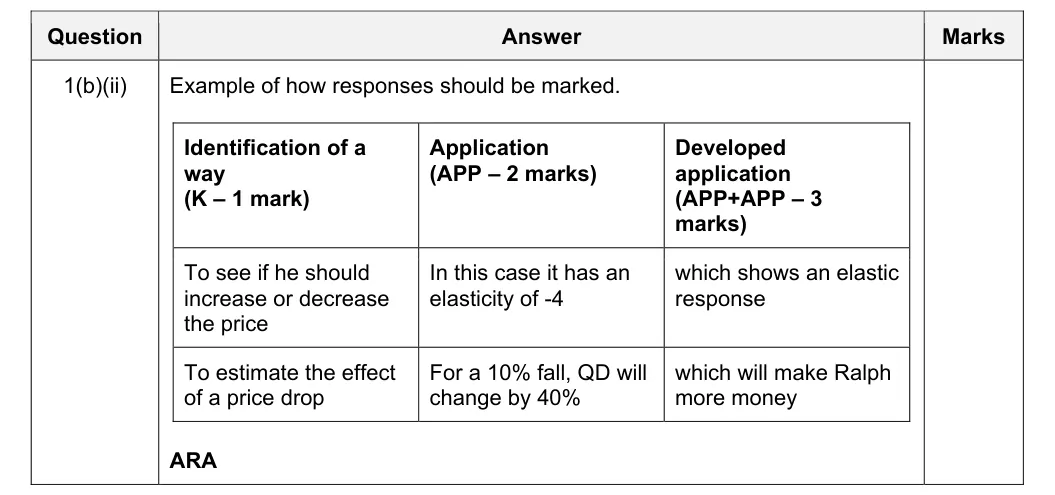 Question Answer Marks
1(b)(ii) Example of how responses should be marked.
Identification of a
way
(K – 1 mark)
Application
(APP – 2 marks)
Developed
application
(APP+APP – 3
marks)
To see if he should
increase or decrease
the price
In this case it has an
elasticity of -4
which shows an elastic
response
To estimate the effect
of a price drop
For a 10% fall, QD will
change by 40%
which will make Ralph
more money
ARA